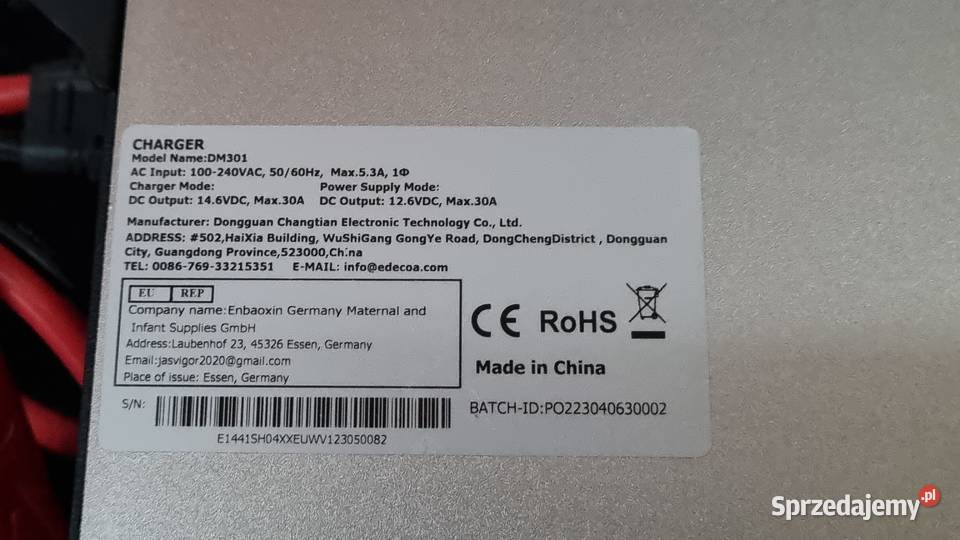 CHARGER
Model Name:DM301
AC Input: 100-240VAC, 50/60Hz, Max.5.3A, 1Φ
Charger Mode: Power Supply Mode:
DC Output: 14.6VDC, Max.30A DC Output: 12.6VDC, Max.30A
Manufacturer: Dongguan Changtian Electronic Technology Co., Ltd.
ADDRESS: #502,HaiXia Building, WuShiGang GongYe Road, DongChengDistrict , Dongguan
City, Guangdong Province,523000,China
TEL: 0086-769-33215351 E-MAIL: info@edecoa.com
EU REP
Company name:Enbaoxin Germany Maternal and
Infant Supplies GmbH
Address:Laubenhof 23, 45326 Essen, Germany
Email:jasvigor2020@gmail.com
Place of issue: Essen, Germany
CE RoHS
Made in China
S/N:
BATCH-ID:PO223040630002
E1441SH04XXEUWV123050082
Sprzedajemy.pl